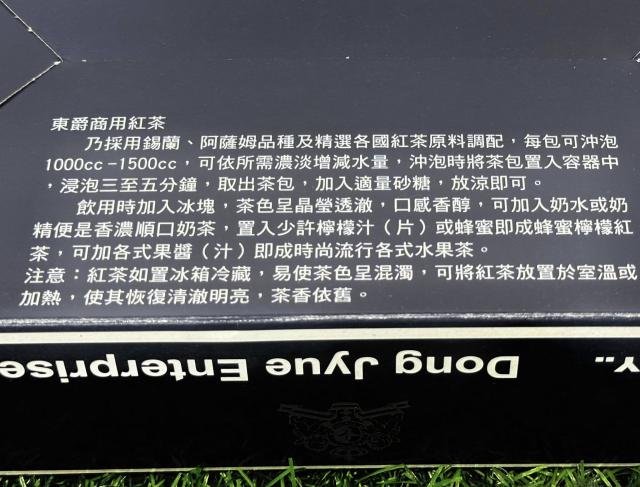 東爵商用紅茶
乃採用錫蘭、阿薩姆品種及精選各國紅茶原料調配，每包可沖泡
1000cc-1500cc，可依所需濃淡增減水量，沖泡時將茶包置入容器中
，浸泡三至五分鐘，取出茶包，加入適量砂糖，放涼即可。
飲用時加入冰塊，茶色呈晶瑩透澈，口感香醇，可加入奶水或奶
精便是香濃順口奶茶，置入少許檸檬汁（片）或蜂蜜即成蜂蜜檸檬紅
茶，可加各式果醬（汁）即成時尚流行各式水果茶。
注意：紅茶如置冰箱冷藏，易使茶色呈混濁，可將紅茶放置於室溫或
加熱，使其恢復清澈明亮，茶香依舊。
Dong Jyue Enterprise